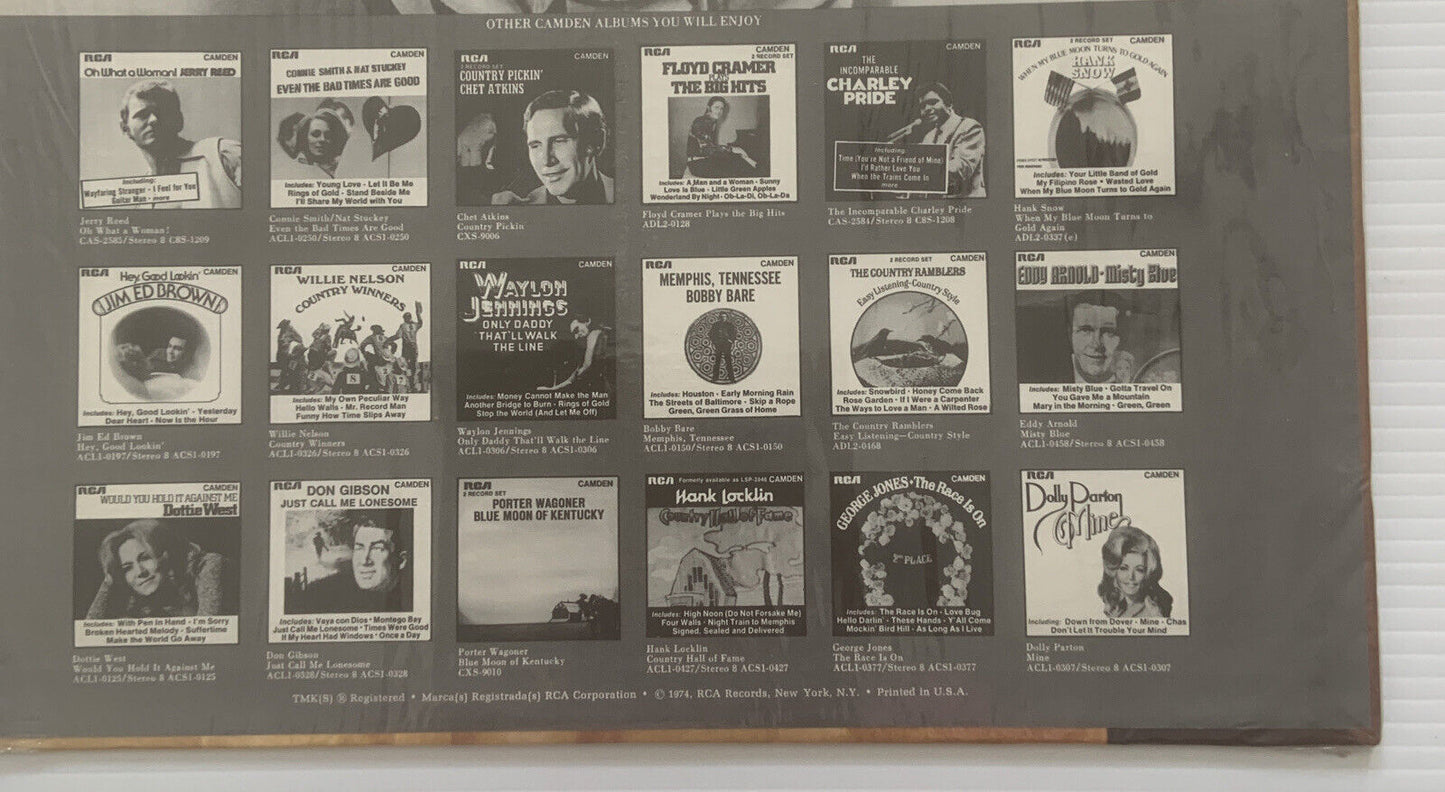 OTHER CAMDEN ALBUMS YOU WILL ENJOY
RCA CAMDEN
Oh What a Woman! JERRY REED
Including:
Wayfaring Stranger • I Feel for You
Guitar Man • more
Jerry Reed
Oh What a Woman!
CAS-2585/Stereo 8 C8S-1209
RCA CAMDEN
CONNIE SMITH & NAT STUCKEY
EVEN THE BAD TIMES ARE GOOD
Includes: Young Love • Let It Be Me
Rings of Gold • Stand Beside Me
I'll Share My World with You
Connie Smith/Nat Stuckey
Even the Bad Times Are Good
ACL1-0250/Stereo 8 ACS1-0250
RCA CAMDEN
2 RECORD SET
COUNTRY PICKIN'
CHET ATKINS
Chet Atkins
Country Pickin
CXS-9006
RCA CAMDEN
2 RECORD SET
FLOYD CRAMER
PLAYS
THE BIG HITS
Includes: A Man and a Woman • Sunny
Love Is Blue • Little Green Apples
Wonderland By Night • Ob-La-Di, Ob-La-Da
Floyd Cramer Plays the Big Hits
ADL2-0128
RCA CAMDEN
THE
INCOMPARABLE
CHARLEY
PRIDE
Including
Time (You're Not a Friend of Mine)
I'd Rather Love You
When the Trains Come In
more
The Incomparable Charley Pride
CAS-2584/Stereo 8 C8S-1208
RCA 2 RECORD SET CAMDEN
WHEN MY BLUE MOON TURNS TO GOLD AGAIN
HANK
SNOW
Includes: Your Little Band of Gold
My Filipino Rose • Wasted Love
When My Blue Moon Turns to Gold Again
Hank Snow
When My Blue Moon Turns to
Gold Again
ADL2-0337(e)
RCA CAMDEN
Hey, Good Lookin'
JIM ED BROWN
Includes: Hey, Good Lookin' • Yesterday
Dear Heart • Now Is the Hour
Jim Ed Brown
Hey, Good Lookin'
ACL1-0197/Stereo 8 ACS1-0197
RCA CAMDEN
WILLIE NELSON
COUNTRY WINNERS
8 7
Includes: My Own Peculiar Way
Hello Walls • Mr. Record Man
Funny How Time Slips Away
Willie Nelson
Country Winners
ACL1-0326/Stereo 8 ACS1-0326
RCA CAMDEN
WAYLON
JENNINGS
ONLY DADDY
THAT'LL WALK
THE LINE
Includes: Money Cannot Make the Man
Another Bridge to Burn • Rings of Gold
Stop the World (And Let Me Off)
Waylon Jennings
Only Daddy That'll Walk the Line
ACL1-0306/Stereo 8 ACS1-0306
RCA CAMDEN
MEMPHIS, TENNESSEE
BOBBY BARE
Includes: Houston • Early Morning Rain
The Streets of Baltimore • Skip a Rope
Green, Green Grass of Home
Bobby Bare
Memphis, Tennessee
ACL1-0150/Stereo 8 ACS1-0150
RCA 2 RECORD SET CAMDEN
THE COUNTRY RAMBLERS
Easy Listening-Country Style
Includes: Snowbird • Honey Come Back
Rose Garden • If I Were a Carpenter
The Ways to Love a Man • A Wilted Rose
The Country Ramblers
Easy Listening—Country Style
ADL2-0168
RCA CAMDEN
EDDY ARNOLD • Misty Blue
Includes: Misty Blue • Gotta Travel On
You Gave Me a Mountain
Mary in the Morning • Green, Green
Eddy Arnold
Misty Blue
ACL1-0458/Stereo 8 ACS1-0458
RCA CAMDEN
WOULD YOU HOLD IT AGAINST ME
Dottie West
Includes: With Pen In Hand • I'm Sorry
Broken Hearted Melody • Suffertime
Make the World Go Away
Dottie West
Would You Hold It Against Me
ACL1-0125/Stereo 8 ACS1-0125
RCA CAMDEN
DON GIBSON
JUST CALL ME LONESOME
Includes: Vaya con Dios • Montego Bay
Just Call Me Lonesome • Times Were Good
If My Heart Had Windows • Once a Day
Don Gibson
Just Call Me Lonesome
ACL1-0328/Stereo 8 ACS1-0328
RCA CAMDEN
2 RECORD SET
PORTER WAGONER
BLUE MOON OF KENTUCKY
Porter Wagoner
Blue Moon of Kentucky
CXS-9010
RCA Formerly available as LSP-3946 CAMDEN
Hank Locklin
Country Hall of Fame
Includes: High Noon (Do Not Forsake Me)
Four Walls • Night Train to Memphis
Signed, Sealed and Delivered
Hank Locklin
Country Hall of Fame
ACL1-0427/Stereo 8 ACS1-0427
RCA CAMDEN
GEORGE JONES • The Race Is On
2ND PLACE
Includes: The Race Is On • Love Bug
Hello Darlin' • These Hands • Y'All Come
Mockin' Bird Hill • As Long As I Live
George Jones
The Race Is On
ACL1-0377/Stereo 8 ACS1-0377
RCA CAMDEN
Dolly Parton
Mine
Including: Down from Dover • Mine • Chas
Don't Let It Trouble Your Mind
Dolly Parton
Mine
ACL1-0307/Stereo 8 ACS1-0307
TMK(S) ® Registered • Marca(s) Registrada(s) RCA Corporation • © 1974, RCA Records, New York, N.Y. • Printed in U.S.A.